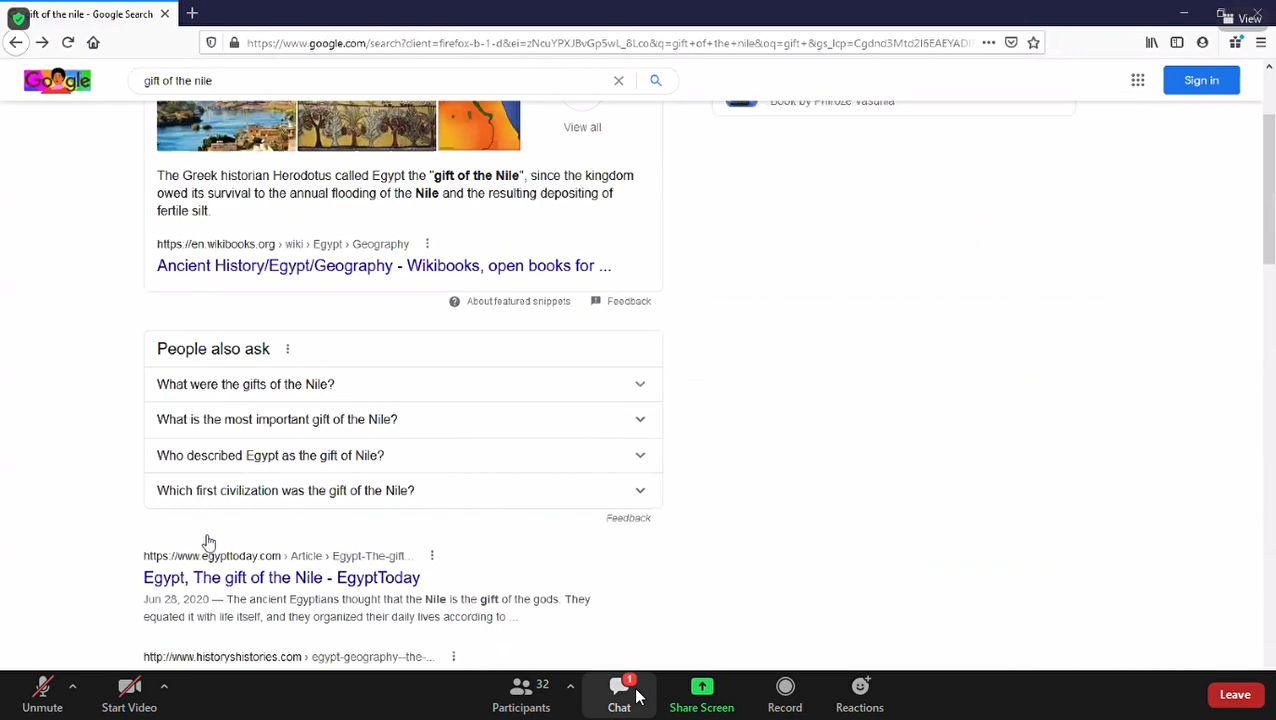 gift of the nile - Google Search
View
https://www.google.com/search?client=firefox-b-1-d&ei=zNcuYPXJBvGp5wL_8Lco&q=gift+of+the+nile&oq=gift+&gs_lcp=Cgdnd3Mtd2l6EAEYADIF
Google
gift of the nile
Sign in
Book by Phiroze Vasunia
View all
The Greek historian Herodotus called Egypt the "gift of the Nile", since the kingdom
owed its survival to the annual flooding of the Nile and the resulting depositing of
fertile silt.
https://en.wikibooks.org › wiki › Egypt › Geography
Ancient History/Egypt/Geography - Wikibooks, open books for ...
About featured snippets
Feedback
People also ask
What were the gifts of the Nile?
What is the most important gift of the Nile?
Who described Egypt as the gift of Nile?
Which first civilization was the gift of the Nile?
Feedback
https://www.egypttoday.com › Article › Egypt-The-gift...
Egypt, The gift of the Nile - EgyptToday
Jun 28, 2020 — The ancient Egyptians thought that the Nile is the gift of the gods. They
equated it with life itself, and they organized their daily lives according to ...
http://www.historyshistories.com › egypt-geography--the-...
Unmute
Start Video
32
Participants
1
Chat
Share Screen
Record
Reactions
Leave